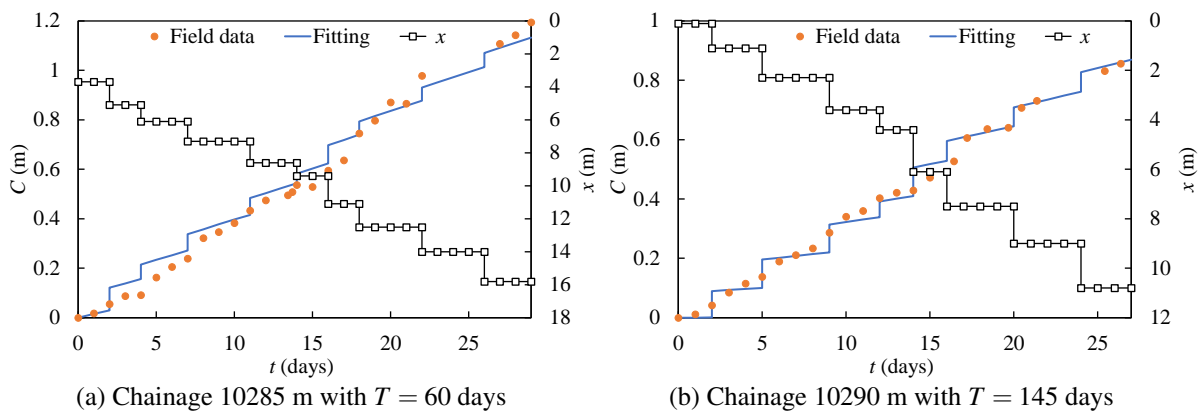 Field data Fitting x
C (m)
1.2
1
0.8
0.6
0.4
0.2
0
0
2
4
6
8
10
12
14
16
18
x (m)
0 5 10 15 20 25
t (days)
(a) Chainage 10285 m with T = 60 days
Field data Fitting x
C (m)
1
0.8
0.6
0.4
0.2
0
0
2
4
6
8
10
12
x (m)
0 5 10 15 20 25
t (days)
(b) Chainage 10290 m with T = 145 days